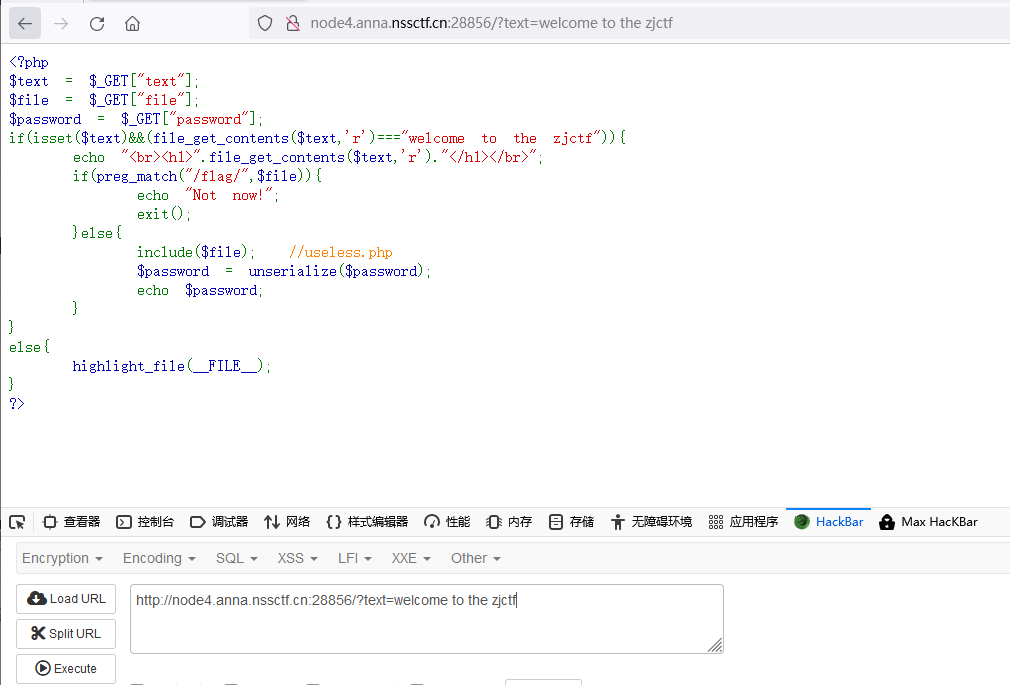 node4.anna.nssctf.cn:28856/?text=welcome to the zjctf
<?php
$text = $_GET["text"];
$file = $_GET["file"];
$password = $_GET["password"];
if(isset($text)&&(file_get_contents($text,'r')==="welcome to the zjctf")){
echo "<br><h1>".file_get_contents($text,'r')."</h1></br>";
if(preg_match("/flag/",$file)){
echo "Not now!";
exit();
}else{
include($file); //useless.php
$password = unserialize($password);
echo $password;
}
}
else{
highlight_file(__FILE__);
}
?>
查看器 控制台 调试器 网络 样式编辑器 性能 内存 存储 无障碍环境 应用程序 HackBar Max HacKBar
Encryption Encoding SQL XSS LFI XXE Other
Load URL
http://node4.anna.nssctf.cn:28856/?text=welcome to the zjctf
Split URL
Execute